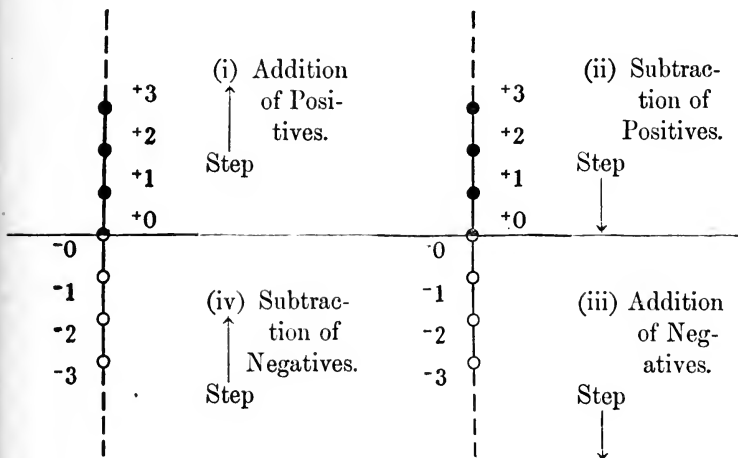 (i) Addition
of Posi-
tives.
Step
+3
+2
+1
+0
-0
-1
-2
-3
(iv) Subtrac-
tion of
Negatives.
Step
(ii) Subtrac-
tion of
Positives.
Step
+3
+2
+1
+0
-0
-1
-2
-3
(iii) Addition
of Neg-
atives.
Step